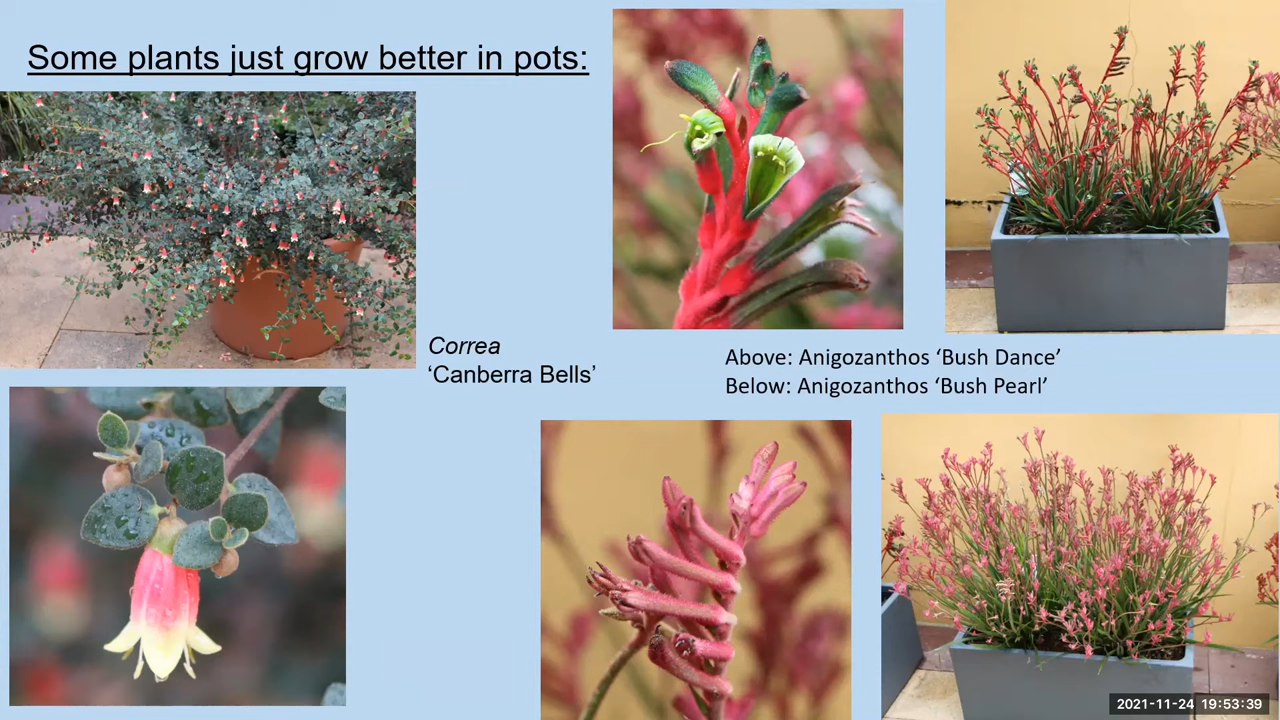 Some plants just grow better in pots:
Correa
‘Canberra Bells’
Above: Anigozanthos ‘Bush Dance’
Below: Anigozanthos ‘Bush Pearl’
2021-11-24 19:53:39